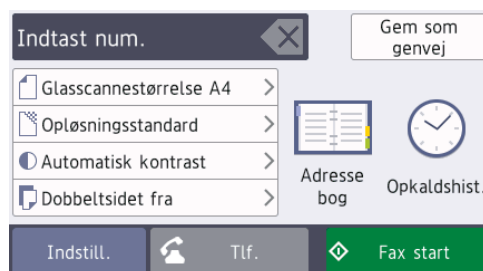 Indtast num.
Gem som
genvej
Glasscannestørrelse A4
Opløsningsstandard
Automatisk kontrast
Dobbeltsidet fra
Adresse
bog
Opkaldshist.
Indstill.
Tlf.
Fax start